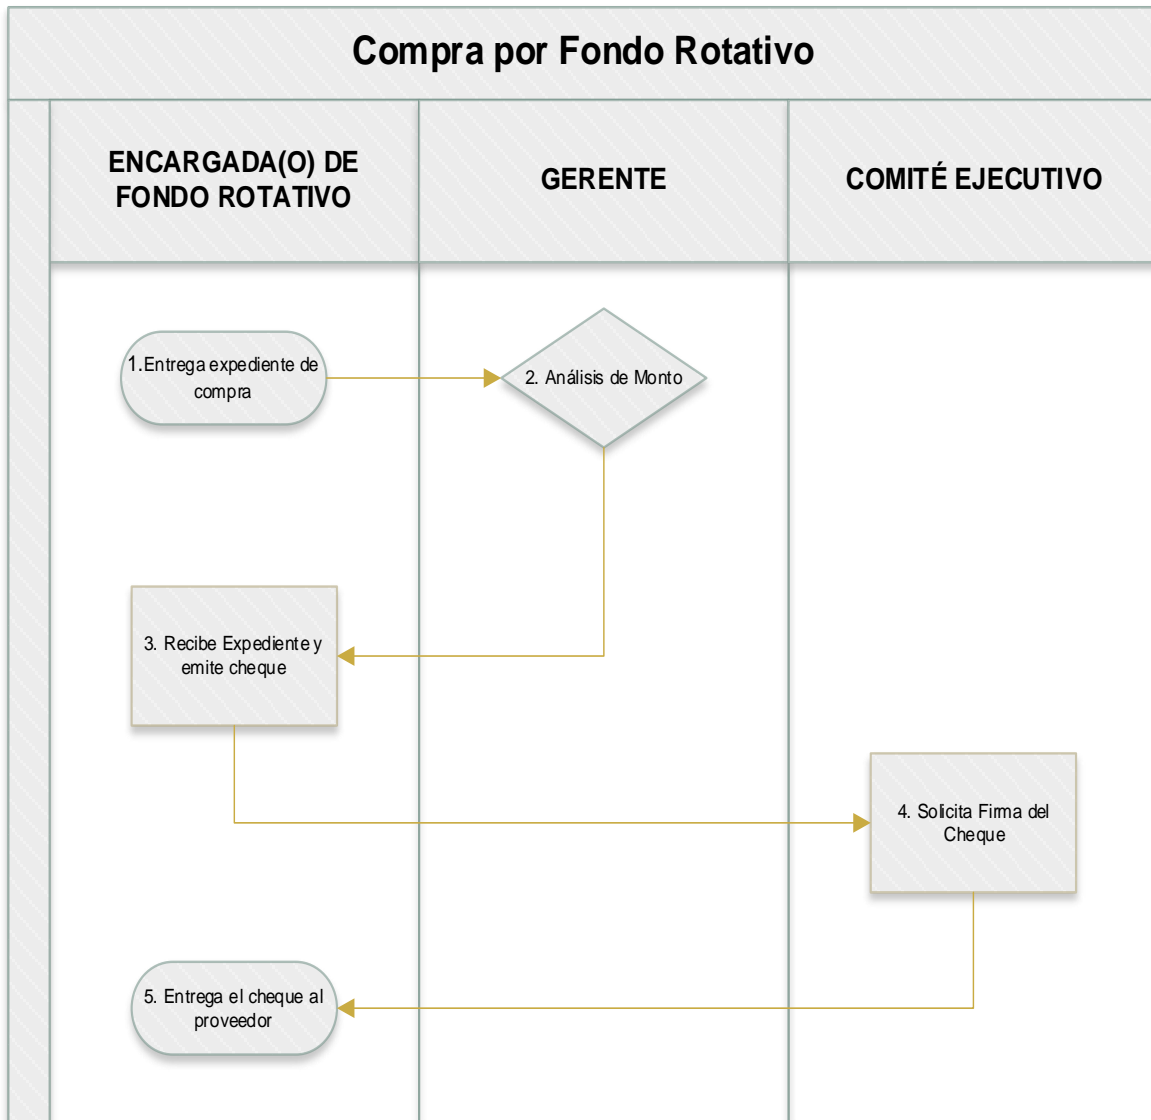 Compra por Fondo Rotativo
ENCARGADA(O) DE
FONDO ROTATIVO
GERENTE
COMITÉ EJECUTIVO
1.Entrega expediente de
compra
2. Análisis de Monto
3. Recibe Expediente y
emite cheque
4. Solicita Firma del
Cheque
5. Entrega el cheque al
proveedor